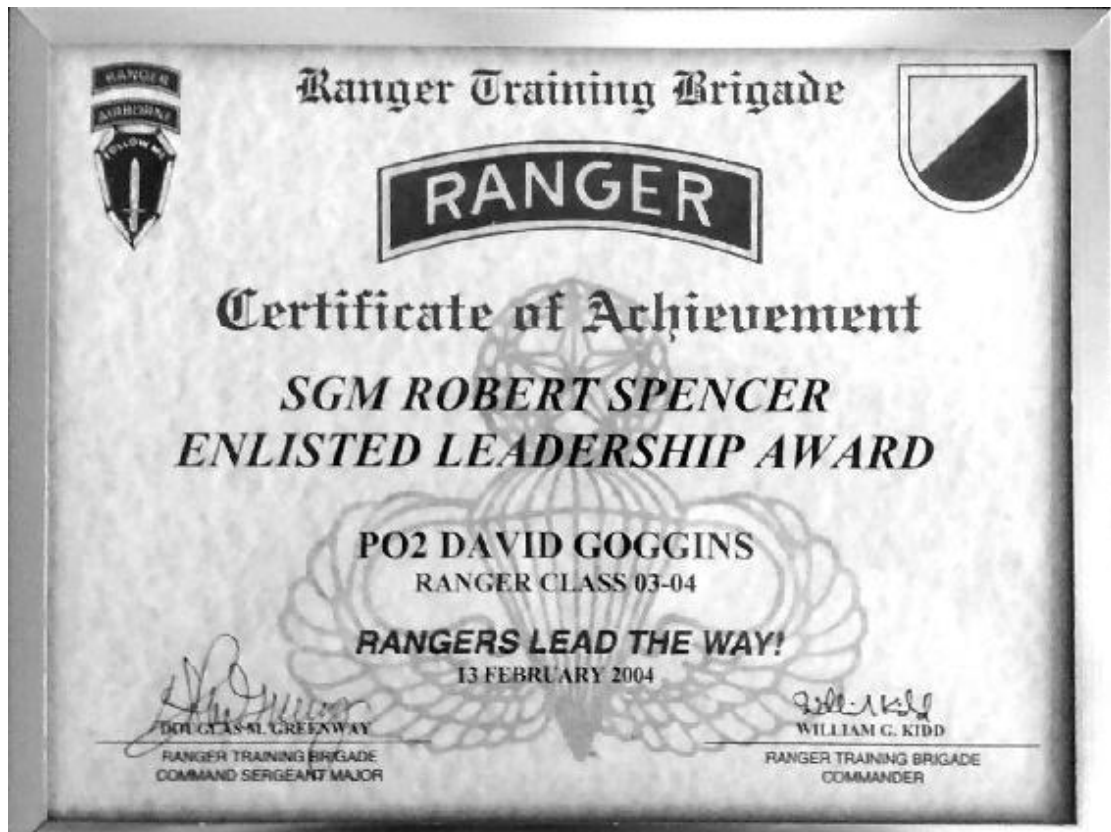 RANGER
AIRBORNE
FOLLOW ME
Ranger Training Brigade
RANGER
Certificate of Achievement
SGM ROBERT SPENCER
ENLISTED LEADERSHIP AWARD
PO2 DAVID GOGGINS
RANGER CLASS 03-04
RANGERS LEAD THE WAY!
13 FEBRUARY 2004
DOUGLAS M. GREENWAY
RANGER TRAINING BRIGADE
COMMAND SERGEANT MAJOR
William G Kidd
WILLIAM G. KIDD
RANGER TRAINING BRIGADE
COMMANDER